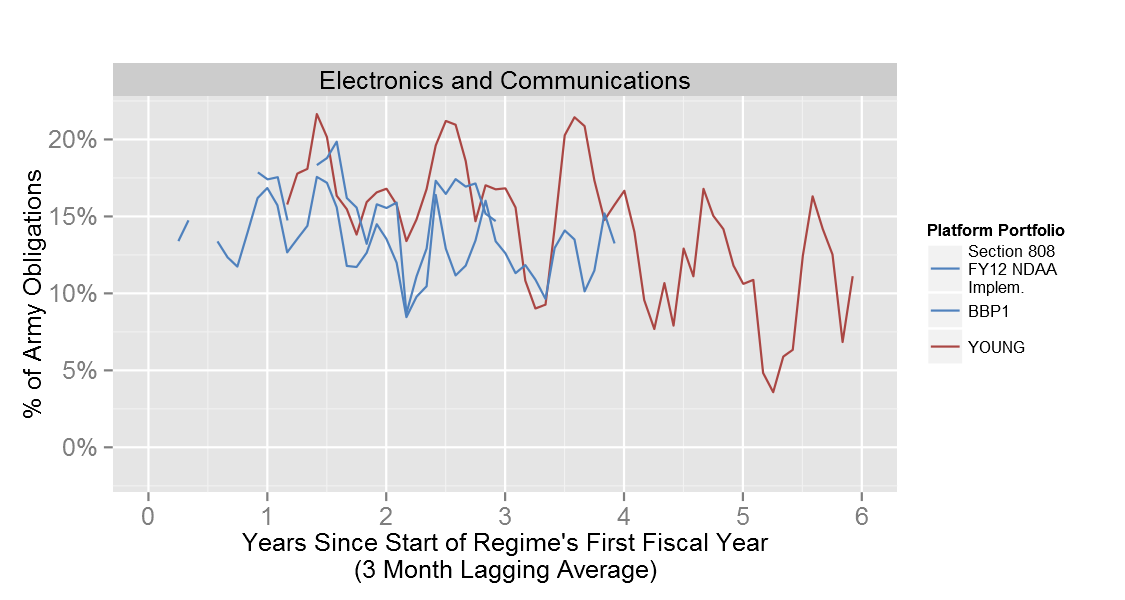 Electronics and Communications
20%
15%
10%
5%
0%
% of Army Obligations
0 1 2 3 4 5 6
Years Since Start of Regime's First Fiscal Year
(3 Month Lagging Average)
Platform Portfolio
Section 808
FY12 NDAA
Implem.
BBP1
YOUNG